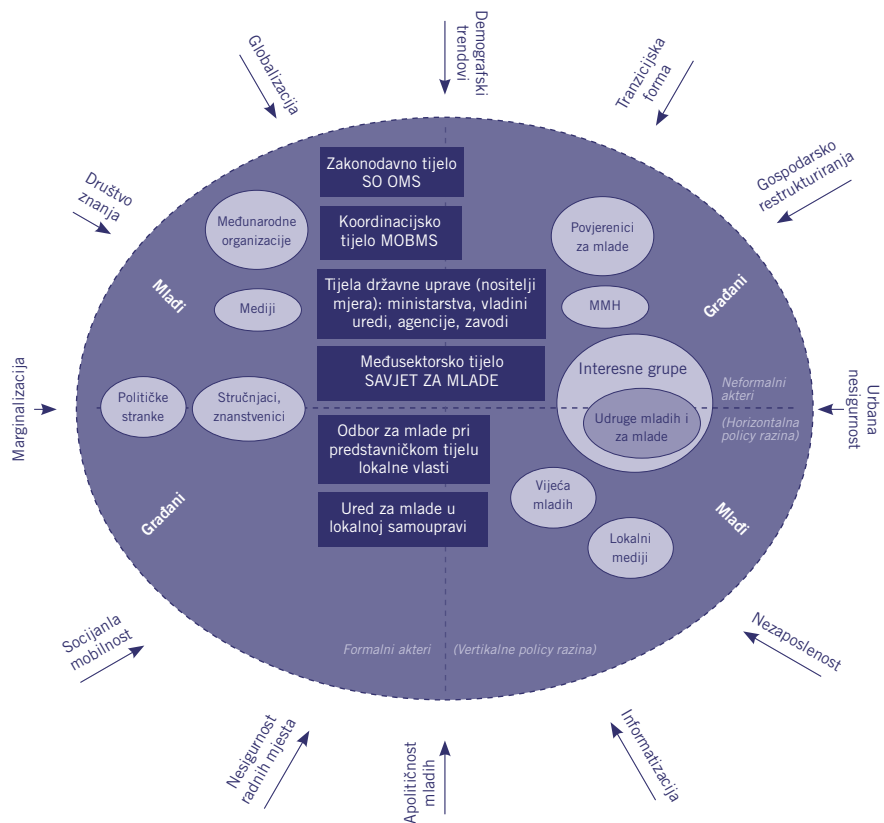 Demografski
trendovi
Globalizacija
Tranzicijska
forma
Društvo
znanja
Gospodarsko
restrukturiranja
Zakonodavno tijelo
SO OMS
Međunarodne
organizacije
Koordinacijsko
tijelo MOBMS
Povjerenici
za mlade
Mlađi
Mediji
Tijela državne uprave (nositelji
mjera): ministarstva, vladini
uredi, agencije, zavodi
MMH
Građani
Međusektorsko tijelo
SAVJET ZA MLADE
Interesne grupe
Neformalni
akteri
Marginalizacija
Političke
stranke
Stručnjaci,
znanstvenici
Udruge mladih i
za mlade
(Horizontalna
policy razina)
Urbana
nesigurnost
Odbor za mlade pri
predstavničkom tijelu
lokalne vlasti
Građani
Ured za mlade u
lokalnoj samoupravi
Vijeća
mladih
Mlađi
Lokalni
mediji
Socijanla
mobilnost
Formalni akteri
(Vertikalne policy razina)
Nezaposlenost
Nesigurnost
radnih mjesta
Apolitičnost
mladih
Informatizacija